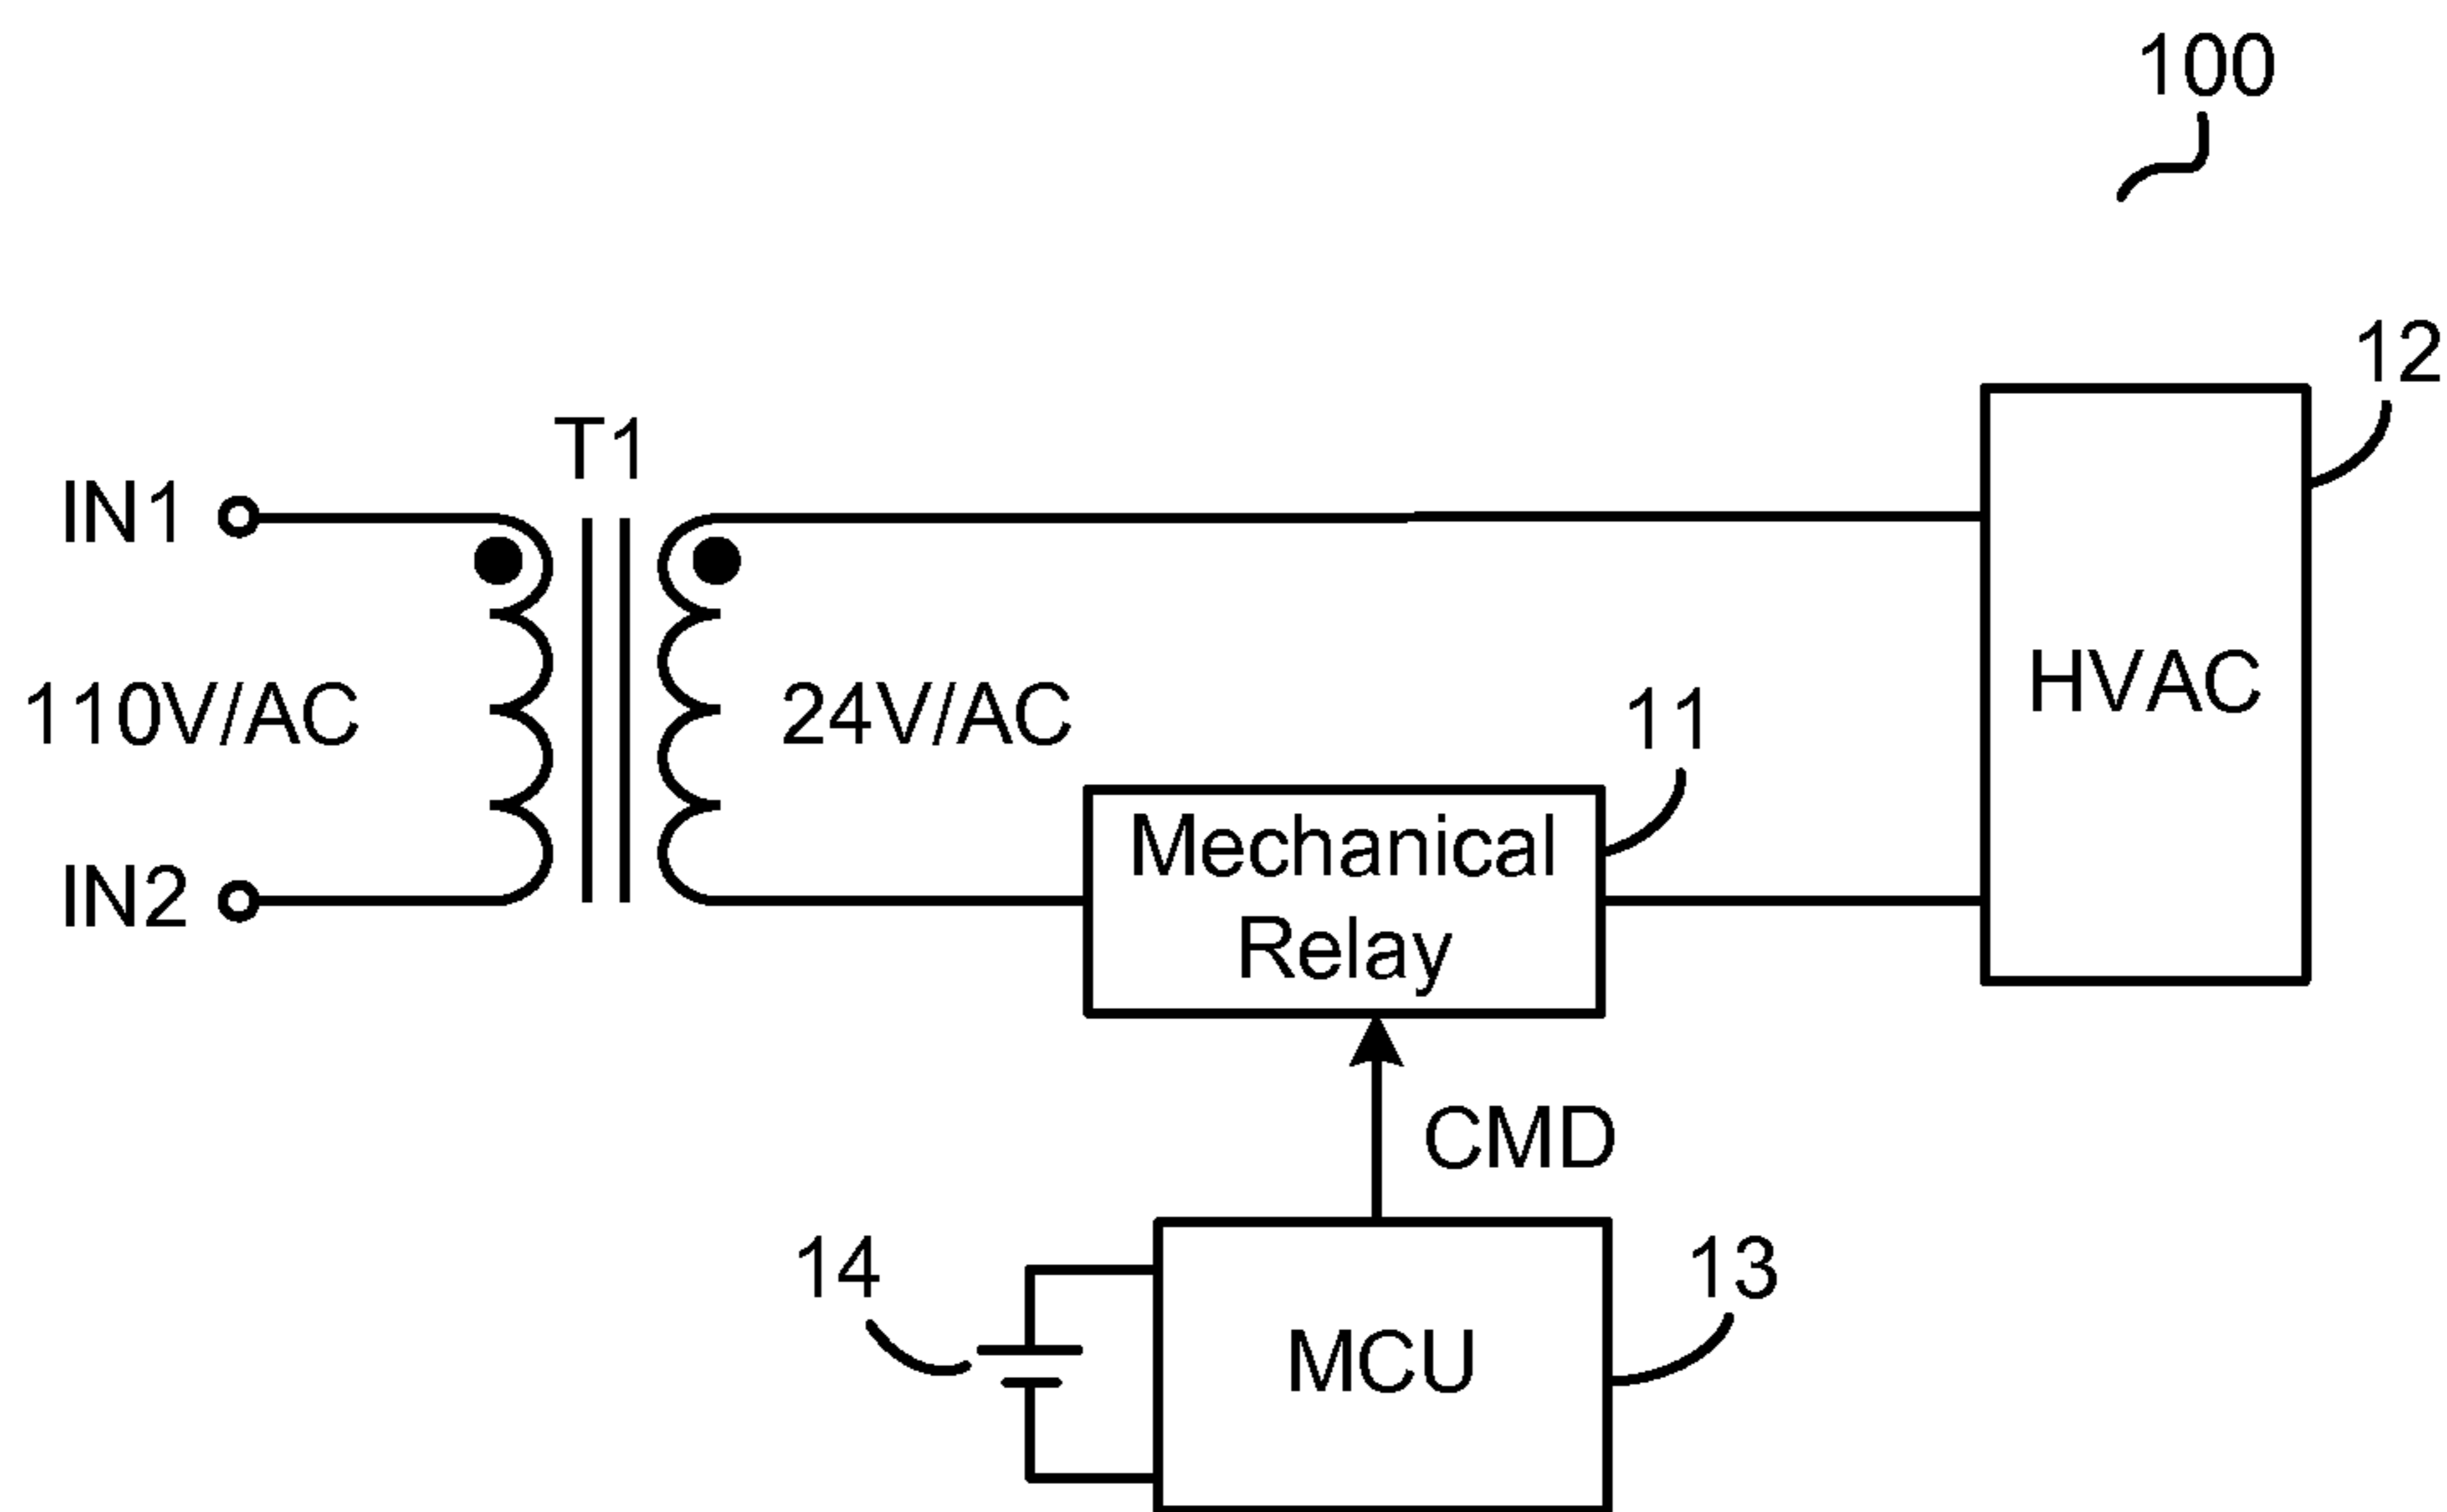 100
12
T1
IN1
HVAC
110V/AC
24V/AC
11
Mechanical
Relay
IN2
CMD
14
13
MCU